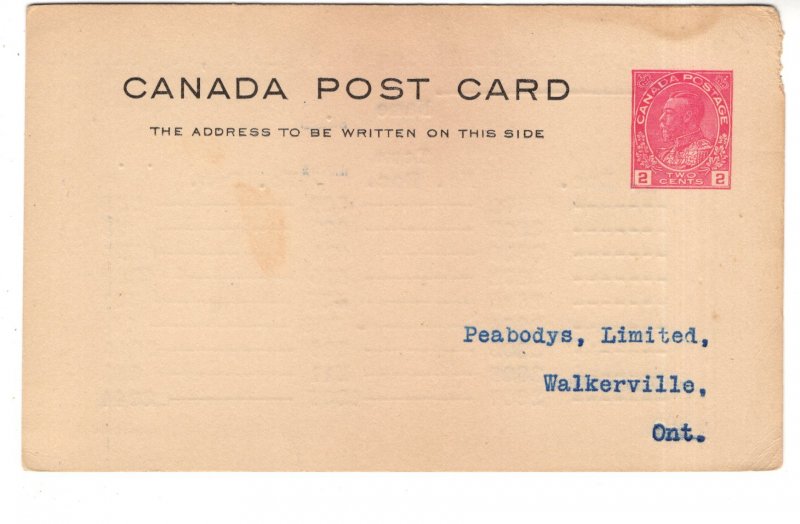 CANADA POST CARD
THE ADDRESS TO BE WRITTEN ON THIS SIDE
CANADA POSTAGE
2 TWO CENTS 2
Peabodys, Limited,
Walkerville,
Ont.